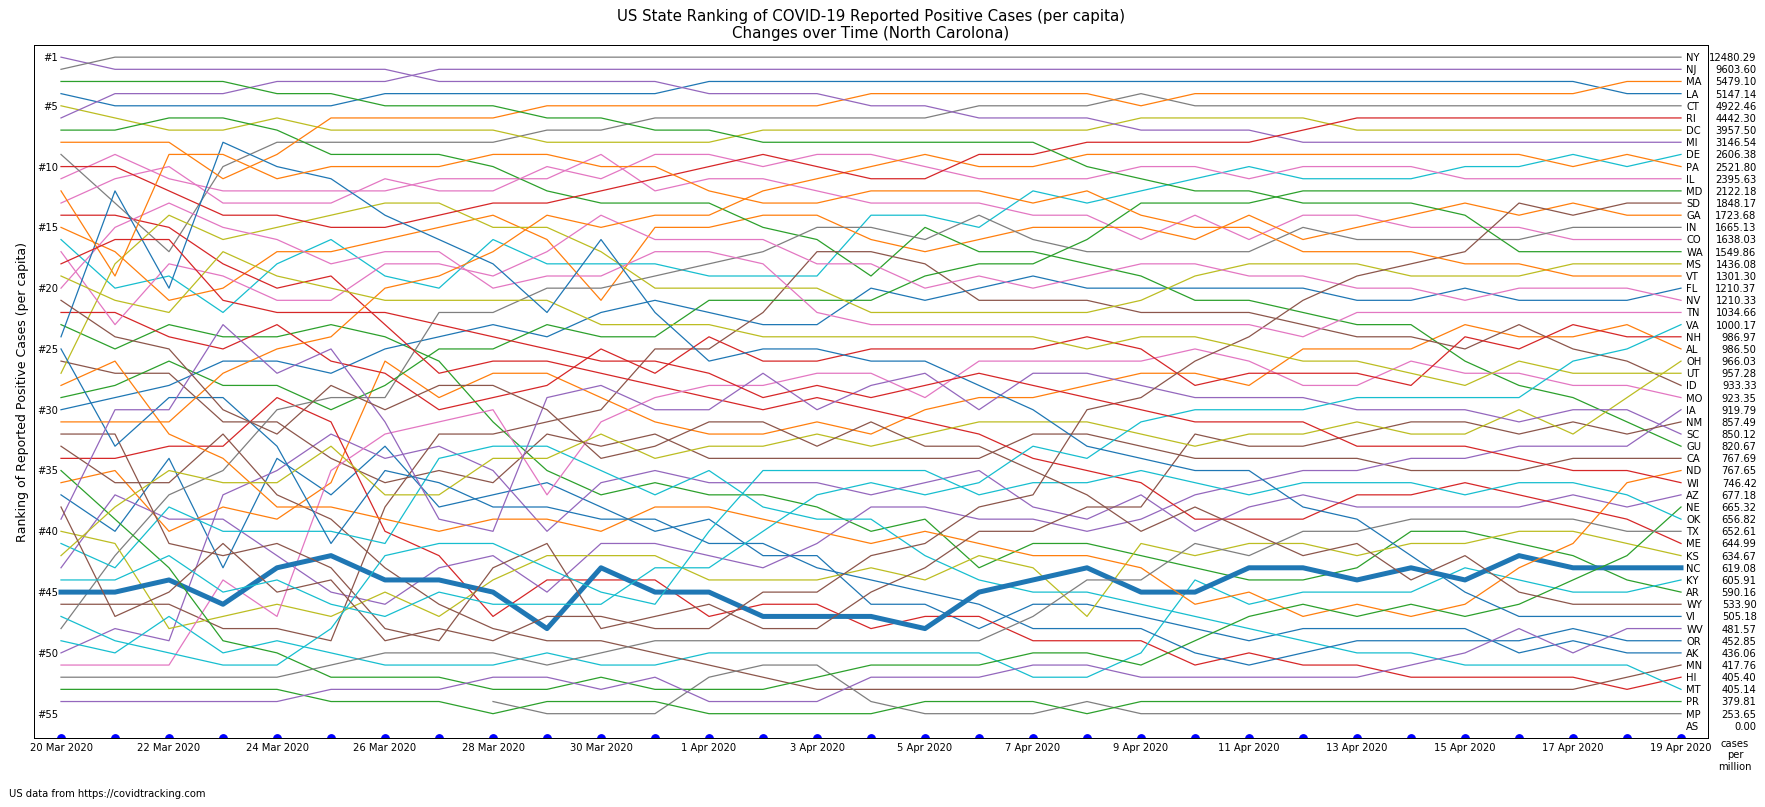 US State Ranking of COVID-19 Reported Positive Cases (per capita)
Changes over Time (North Carolona)
Ranking of Reported Positive Cases (per capita)
#1
#5
#10
#15
#20
#25
#30
#35
#40
#45
#50
#55
NY 12480.29
NJ 9603.60
MA 5479.10
LA 5147.14
CT 4922.46
RI 4442.30
DC 3957.50
MI 3146.54
DE 2606.38
PA 2521.80
IL 2395.63
MD 2122.18
SD 1848.17
GA 1723.68
IN 1665.13
CO 1638.03
WA 1549.86
MS 1436.08
VT 1301.30
FL 1210.37
NV 1210.33
TN 1034.66
VA 1000.17
NH 986.97
AL 986.50
OH 966.03
UT 957.28
ID 933.33
MO 923.35
IA 919.79
NM 857.49
SC 850.12
GU 820.67
CA 767.69
ND 767.65
WI 746.42
AZ 677.18
NE 665.32
OK 656.82
TX 652.61
ME 644.99
KS 634.67
NC 619.08
KY 605.91
AR 590.16
WY 533.90
VI 505.18
WV 481.57
OR 452.85
AK 436.06
MN 417.76
HI 405.40
MT 405.14
PR 379.81
MP 253.65
AS 0.00
20 Mar 2020 22 Mar 2020 24 Mar 2020 26 Mar 2020 28 Mar 2020 30 Mar 2020 1 Apr 2020 3 Apr 2020 5 Apr 2020 7 Apr 2020 9 Apr 2020 11 Apr 2020 13 Apr 2020 15 Apr 2020 17 Apr 2020 19 Apr 2020
cases
per
million
US data from https://covidtracking.com